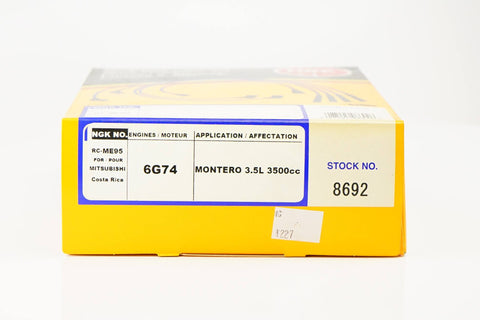 NGK NO.
ENGINES / MOTEUR
APPLICATION / AFFECTATION
RC-ME95
FOR - POUR
MITSUBISHI
Costa Rica
6G74
MONTERO 3.5L 3500cc
STOCK NO.
8692